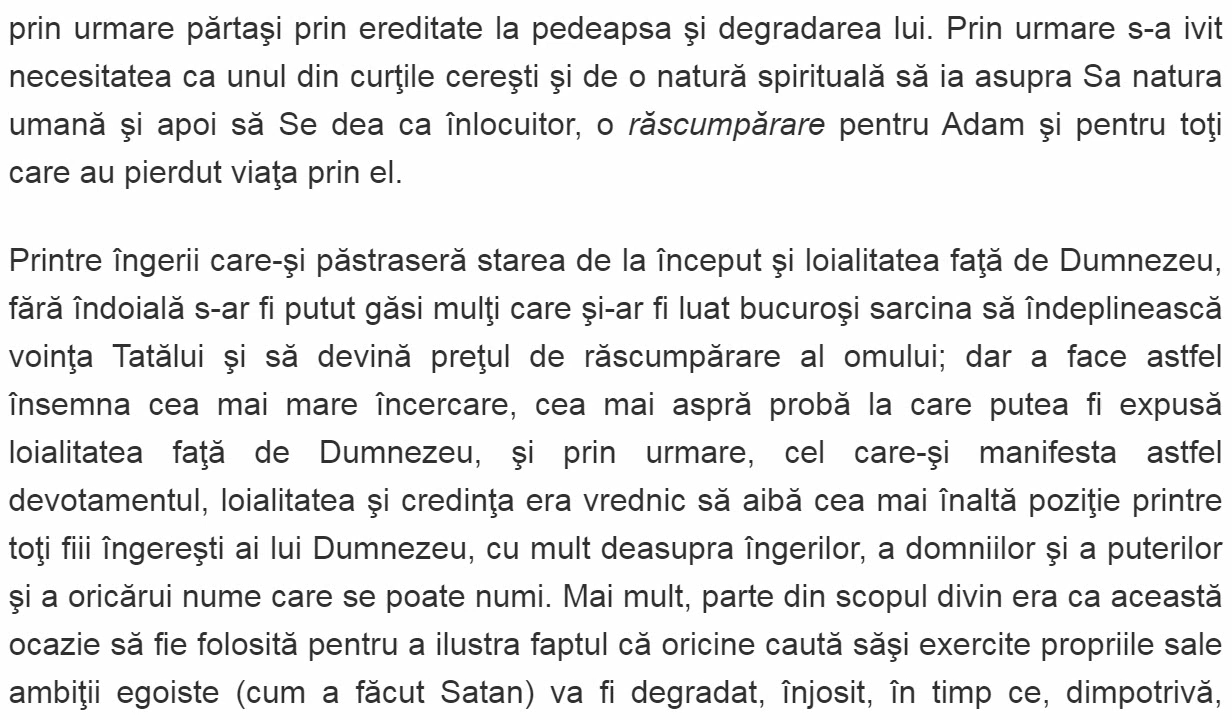 prin urmare părtaşi prin ereditate la pedeapsa şi degradarea lui. Prin urmare s-a ivit
necesitatea ca unul din curţile cereşti şi de o natură spirituală să ia asupra Sa natura
umană şi apoi să Se dea ca înlocuitor, o răscumpărare pentru Adam şi pentru toţi
care au pierdut viaţa prin el.
Printre îngerii care-şi păstraseră starea de la început şi loialitatea faţă de Dumnezeu,
fără îndoială s-ar fi putut găsi mulţi care şi-ar fi luat bucuroşi sarcina să îndeplinească
voinţa Tatălui şi să devină preţul de răscumpărare al omului; dar a face astfel
însemna cea mai mare încercare, cea mai aspră probă la care putea fi expusă
loialitatea faţă de Dumnezeu, şi prin urmare, cel care-şi manifesta astfel
devotamentul, loialitatea şi credinţa era vrednic să aibă cea mai înaltă poziţie printre
toţi fiii îngereşti ai lui Dumnezeu, cu mult deasupra îngerilor, a domniilor şi a puterilor
şi a oricărui nume care se poate numi. Mai mult, parte din scopul divin era ca această
ocazie să fie folosită pentru a ilustra faptul că oricine caută săşi exercite propriile sale
ambiţii egoiste (cum a făcut Satan) va fi degradat, înjosit, în timp ce, dimpotrivă,